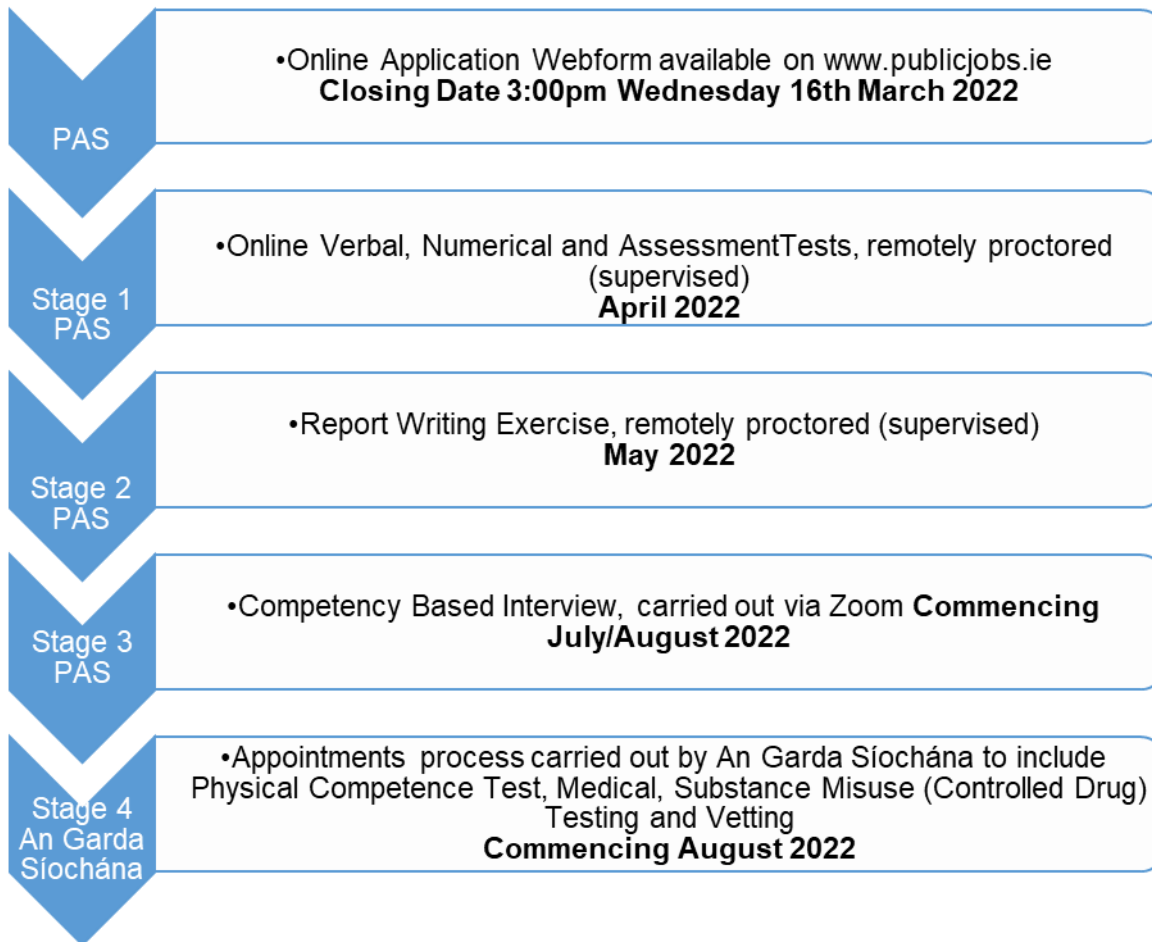 PAS
•Online Application Webform available on www.publicjobs.ie
Closing Date 3:00pm Wednesday 16th March 2022
Stage 1
PAS
•Online Verbal, Numerical and AssessmentTests, remotely proctored
(supervised)
April 2022
Stage 2
PAS
•Report Writing Exercise, remotely proctored (supervised)
May 2022
Stage 3
PAS
•Competency Based Interview, carried out via Zoom Commencing
July/August 2022
Stage 4
An Garda
Síochána
•Appointments process carried out by An Garda Síochána to include
Physical Competence Test, Medical, Substance Misuse (Controlled Drug)
Testing and Vetting
Commencing August 2022